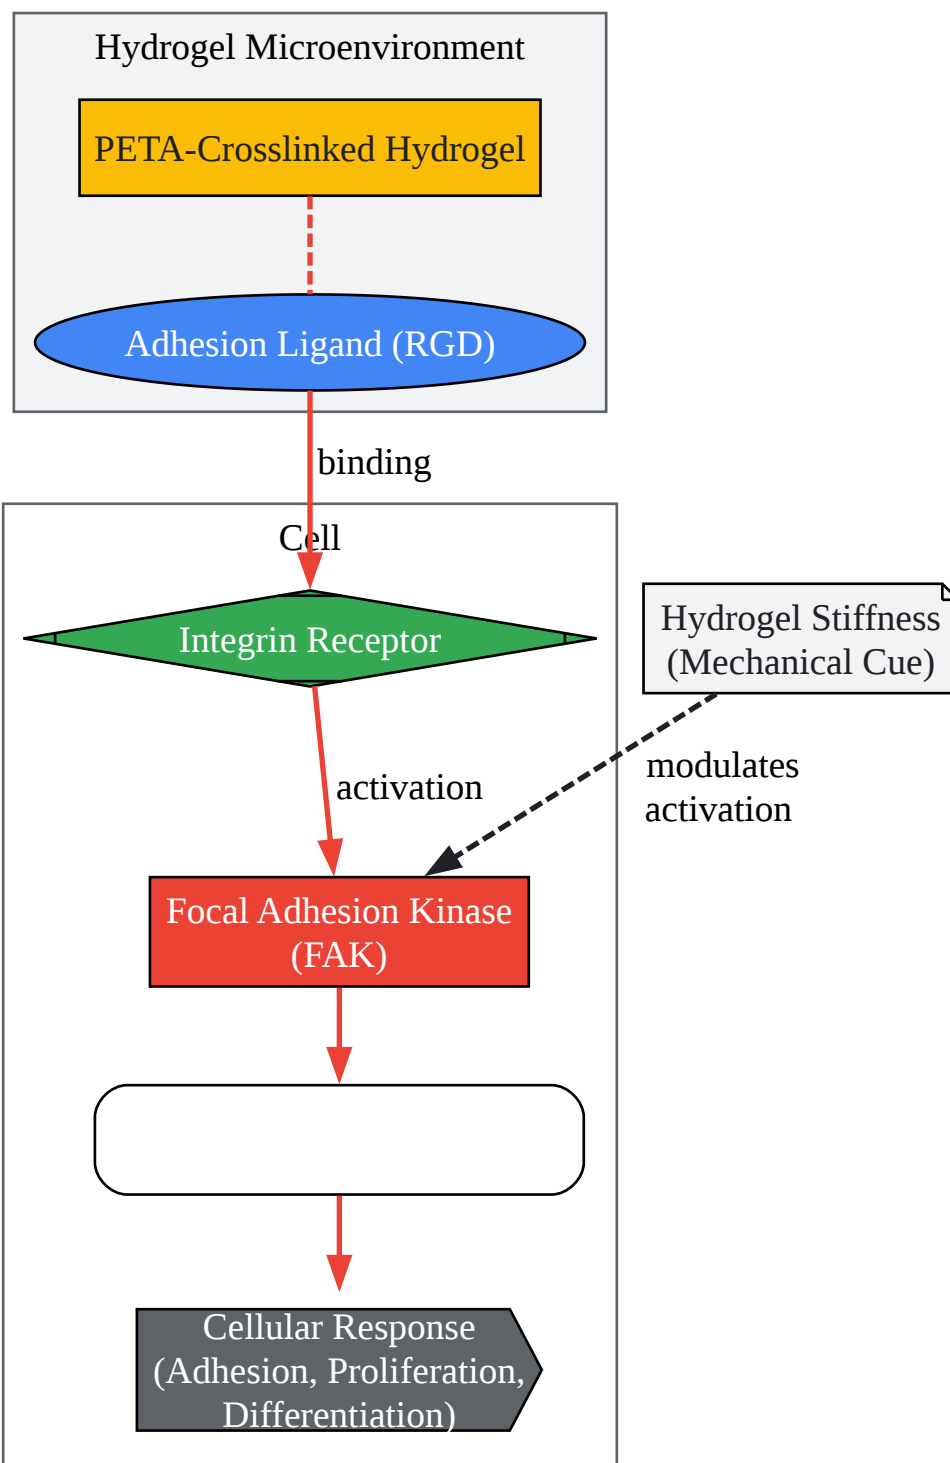 Hydrogel Microenvironment
PETA-Crosslinked Hydrogel
Adhesion Ligand (RGD)
binding
Cell
Integrin Receptor
Hydrogel Stiffness
(Mechanical Cue)
modulates
activation
activation
Focal Adhesion Kinase
(FAK)
Cellular Response
(Adhesion, Proliferation,
Differentiation)